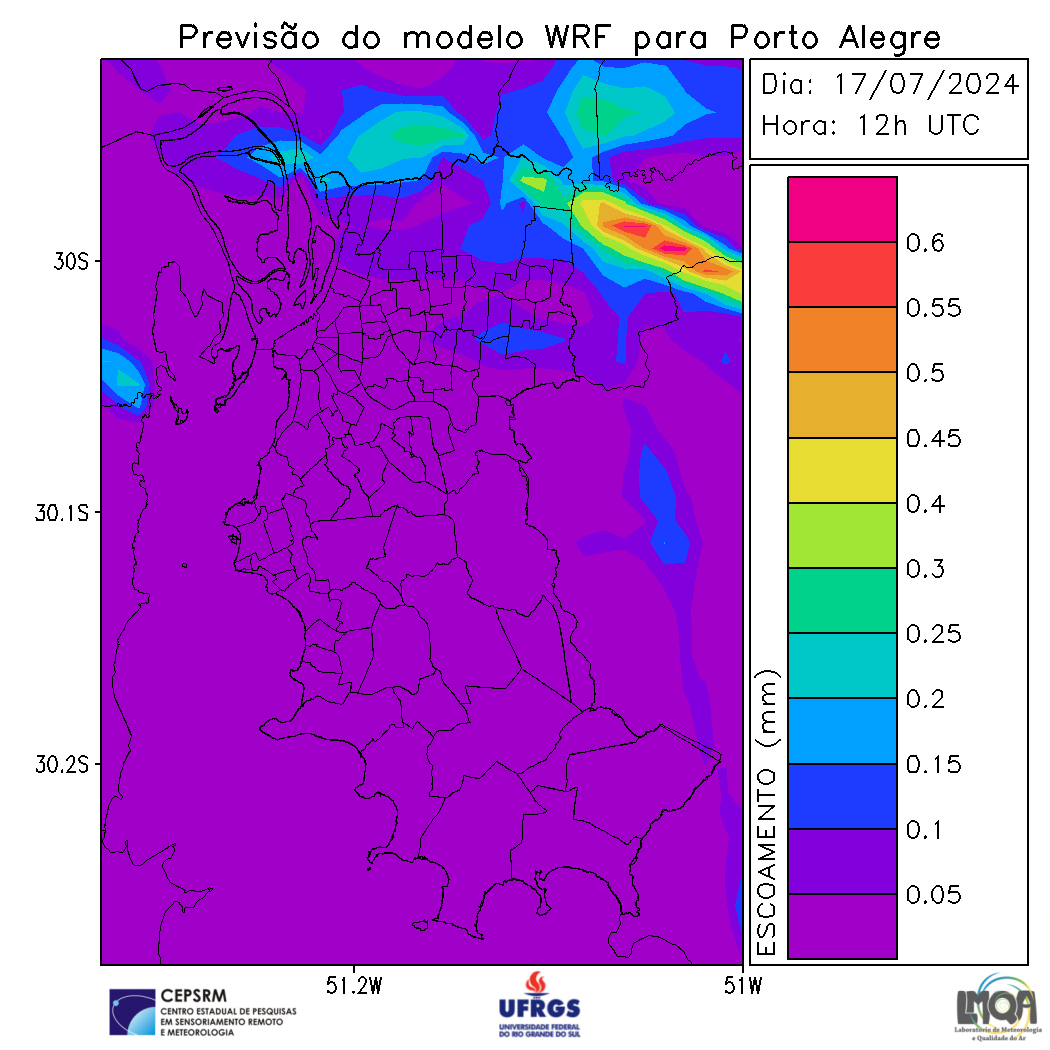 Previsão do modelo WRF para Porto Alegre
Dia: 17/07/2024
Hora: 12h UTC
30S
30.1S
30.2S
51.2W
51W
ESCOAMENTO (mm)
0.6
0.55
0.5
0.45
0.4
0.3
0.25
0.2
0.15
0.1
0.05
CEPSRM
CENTRO ESTADUAL DE PESQUISAS
EM SENSORIAMENTO REMOTO
E METEOROLOGIA
UFRGS
UNIVERSIDADE FEDERAL
DO RIO GRANDE DO SUL
LMQA
Laboratório de Meteorologia
e Qualidade do Ar